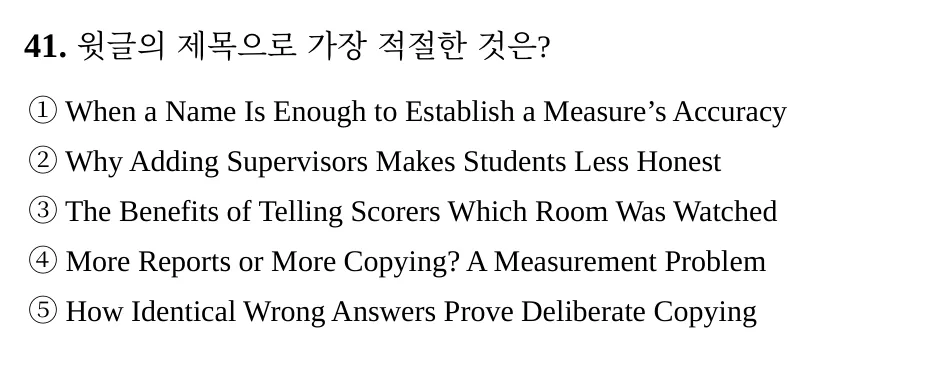 41. 윗글의 제목으로 가장 적절한 것은?
① When a Name Is Enough to Establish a Measure’s Accuracy
② Why Adding Supervisors Makes Students Less Honest
③ The Benefits of Telling Scorers Which Room Was Watched
④ More Reports or More Copying? A Measurement Problem
⑤ How Identical Wrong Answers Prove Deliberate Copying